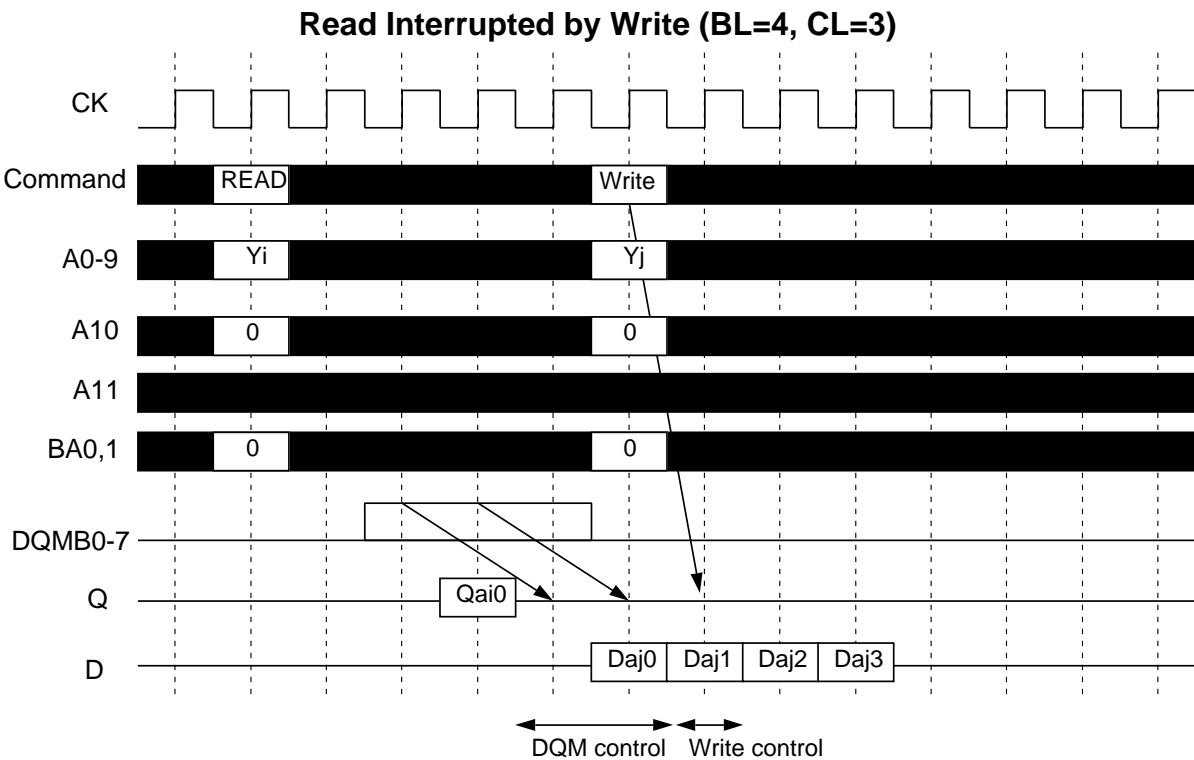 Read Interrupted by Write (BL=4, CL=3)
CK
Command READ Write
A0-9 Yi Yj
A10 0 0
A11
BA0,1 0 0
DQMB0-7
Q Qai0
D Daj0 Daj1 Daj2 Daj3
DQM control Write control